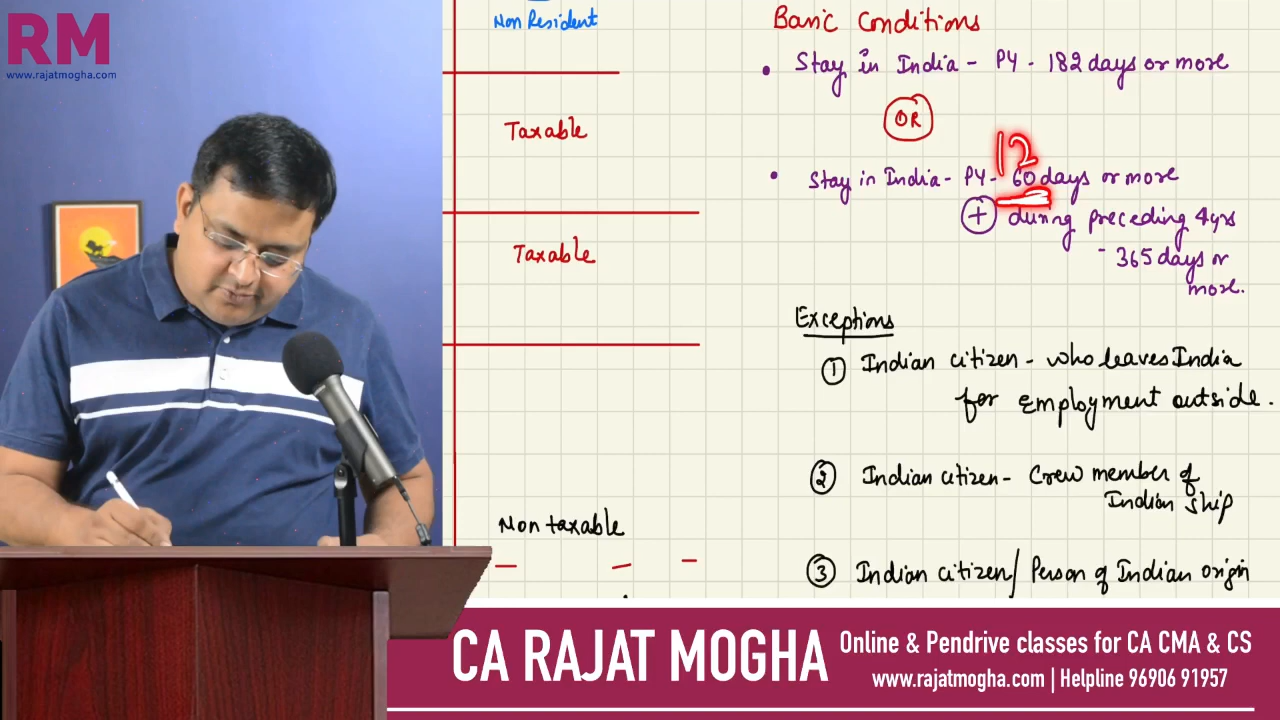 RM
www.rajatmogha.com
Non Resident
Taxable
Taxable
Non taxable
Basic Conditions
• Stay in India - PY - 182 days or more
OR
12
• Stay in India - PY - 60 days or more
+ during preceding 4yrs
- 365 days or
more.
Exceptions
① Indian citizen - who leaves India
for Employment outside.
② Indian citizen - Crew member of
Indian ship
③ Indian citizen / Person of Indian origin
CA RAJAT MOGHA
Online & Pendrive classes for CA CMA & CS
www.rajatmogha.com | Helpline 96906 91957